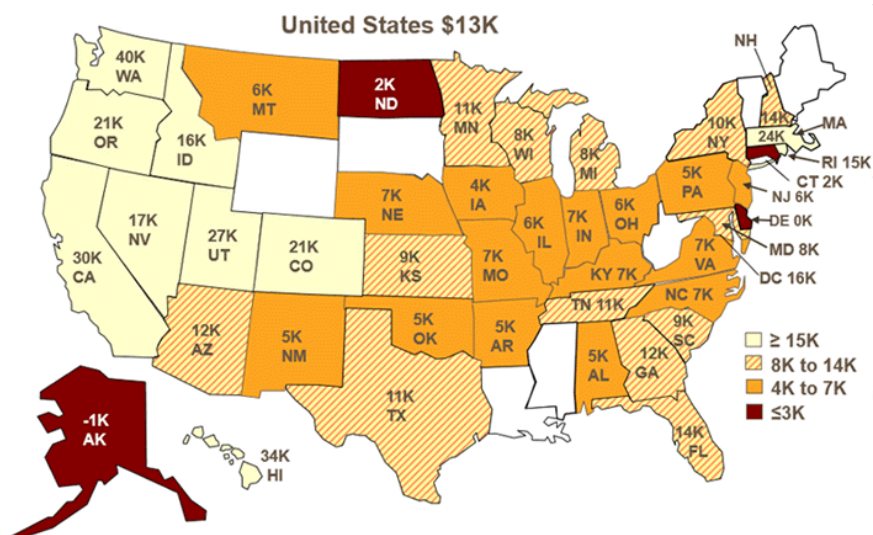 United States $13K
NH
40K
WA
6K
MT
2K
ND
11K
MN
8K
WI
8K
MI
10K
NY
14K
MA
24K
21K
OR
16K
ID
RI 15K
CT 2K
NJ 6K
5K
PA
7K
NE
4K
IA
6K
IL
7K
IN
6K
OH
DE 0K
MD 8K
DC 16K
17K
NV
27K
UT
21K
CO
30K
CA
9K
KS
7K
MO
KY 7K
7K
VA
NC 7K
TN 11K
9K
SC
12K
AZ
5K
NM
5K
OK
5K
AR
5K
AL
12K
GA
11K
TX
14K
FL
-1K
AK
34K
HI
≥ 15K
8K to 14K
4K to 7K
≤3K